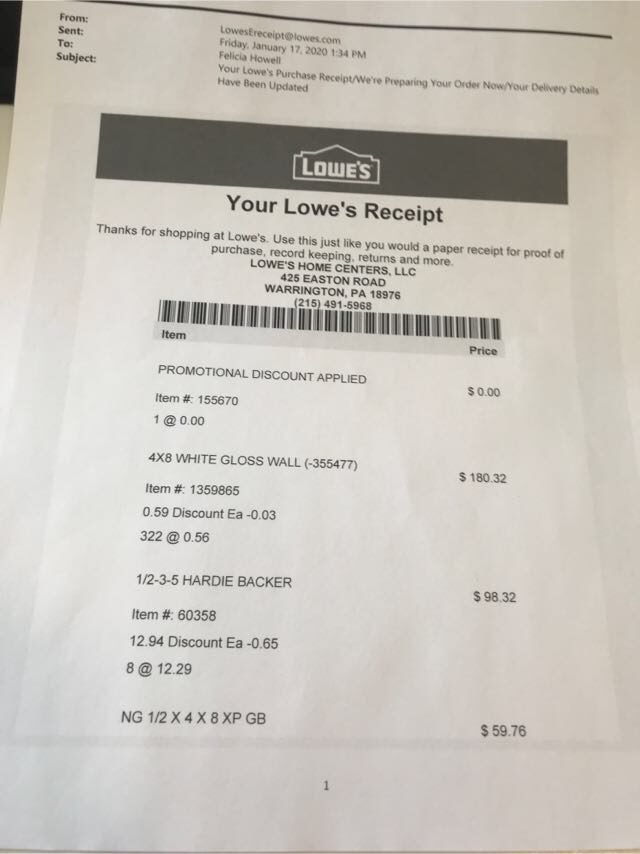 From:
LowesEreceipt@lowes.com
Sent:
Friday, January 17, 2020 1:34 PM
To:
Felicia Howell
Subject:
Your Lowe's Purchase Receipt/We're Preparing Your Order Now/Your Delivery Details
Have Been Updated
LOWE'S
Your Lowe's Receipt
Thanks for shopping at Lowe's. Use this just like you would a paper receipt for proof of
purchase, record keeping, returns and more.
LOWE'S HOME CENTERS, LLC
425 EASTON ROAD
WARRINGTON, PA 18976
(215) 491-5968
Item Price
PROMOTIONAL DISCOUNT APPLIED $ 0.00
Item #: 155670
1 @ 0.00
4X8 WHITE GLOSS WALL (-355477) $ 180.32
Item #: 1359865
0.59 Discount Ea -0.03
322 @ 0.56
1/2-3-5 HARDIE BACKER $ 98.32
Item #: 60358
12.94 Discount Ea -0.65
8 @ 12.29
NG 1/2 X 4 X 8 XP GB $ 59.76
1